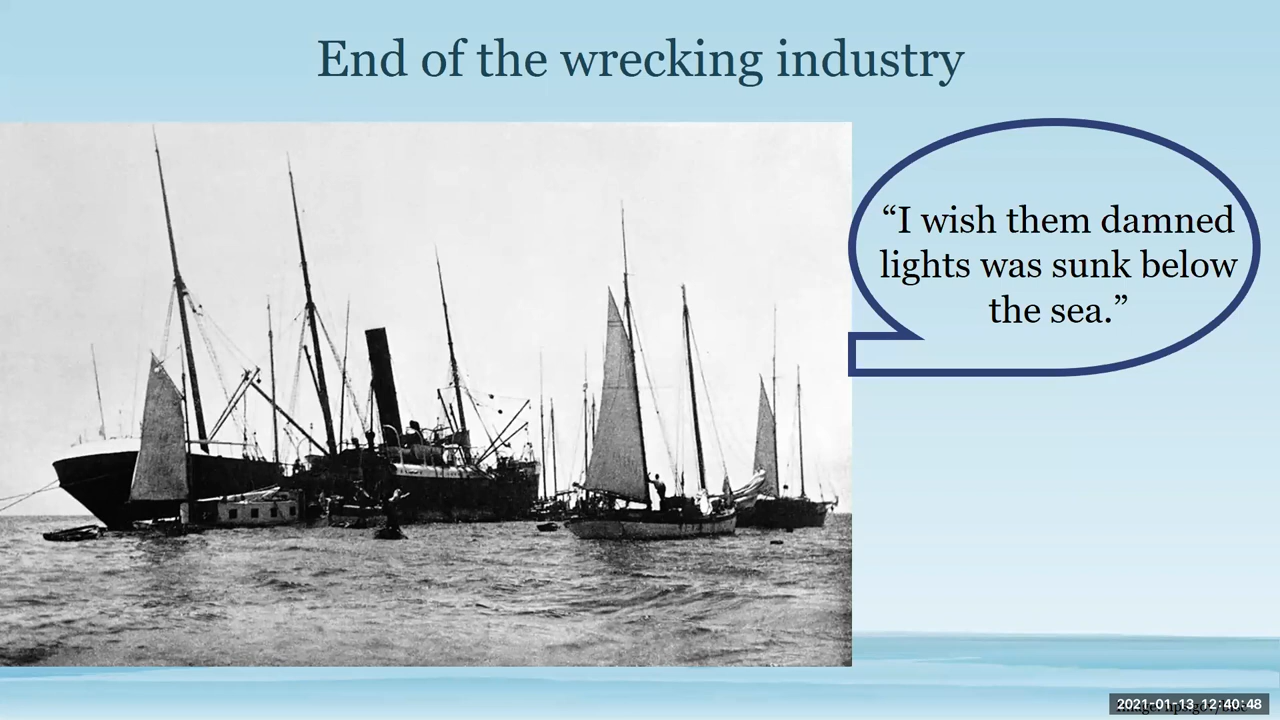 End of the wrecking industry
“I wish them damned
lights was sunk below
the sea.”
2021-01-13 12:40:48